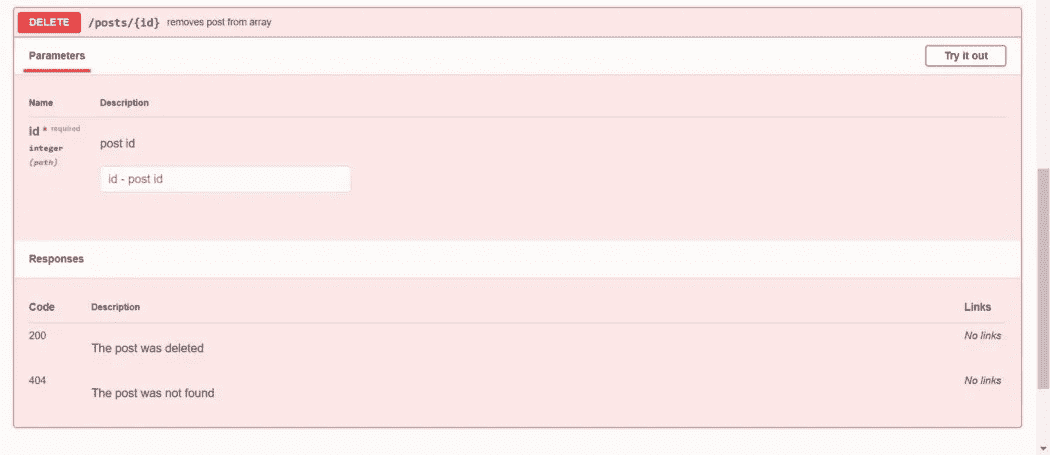 DELETE /posts/{id} removes post from array
Parameters Try it out
Name Description
id * required
integer
(path)
post id
id - post id
Responses
Code Description Links
200 The post was deleted No links
404 The post was not found No links